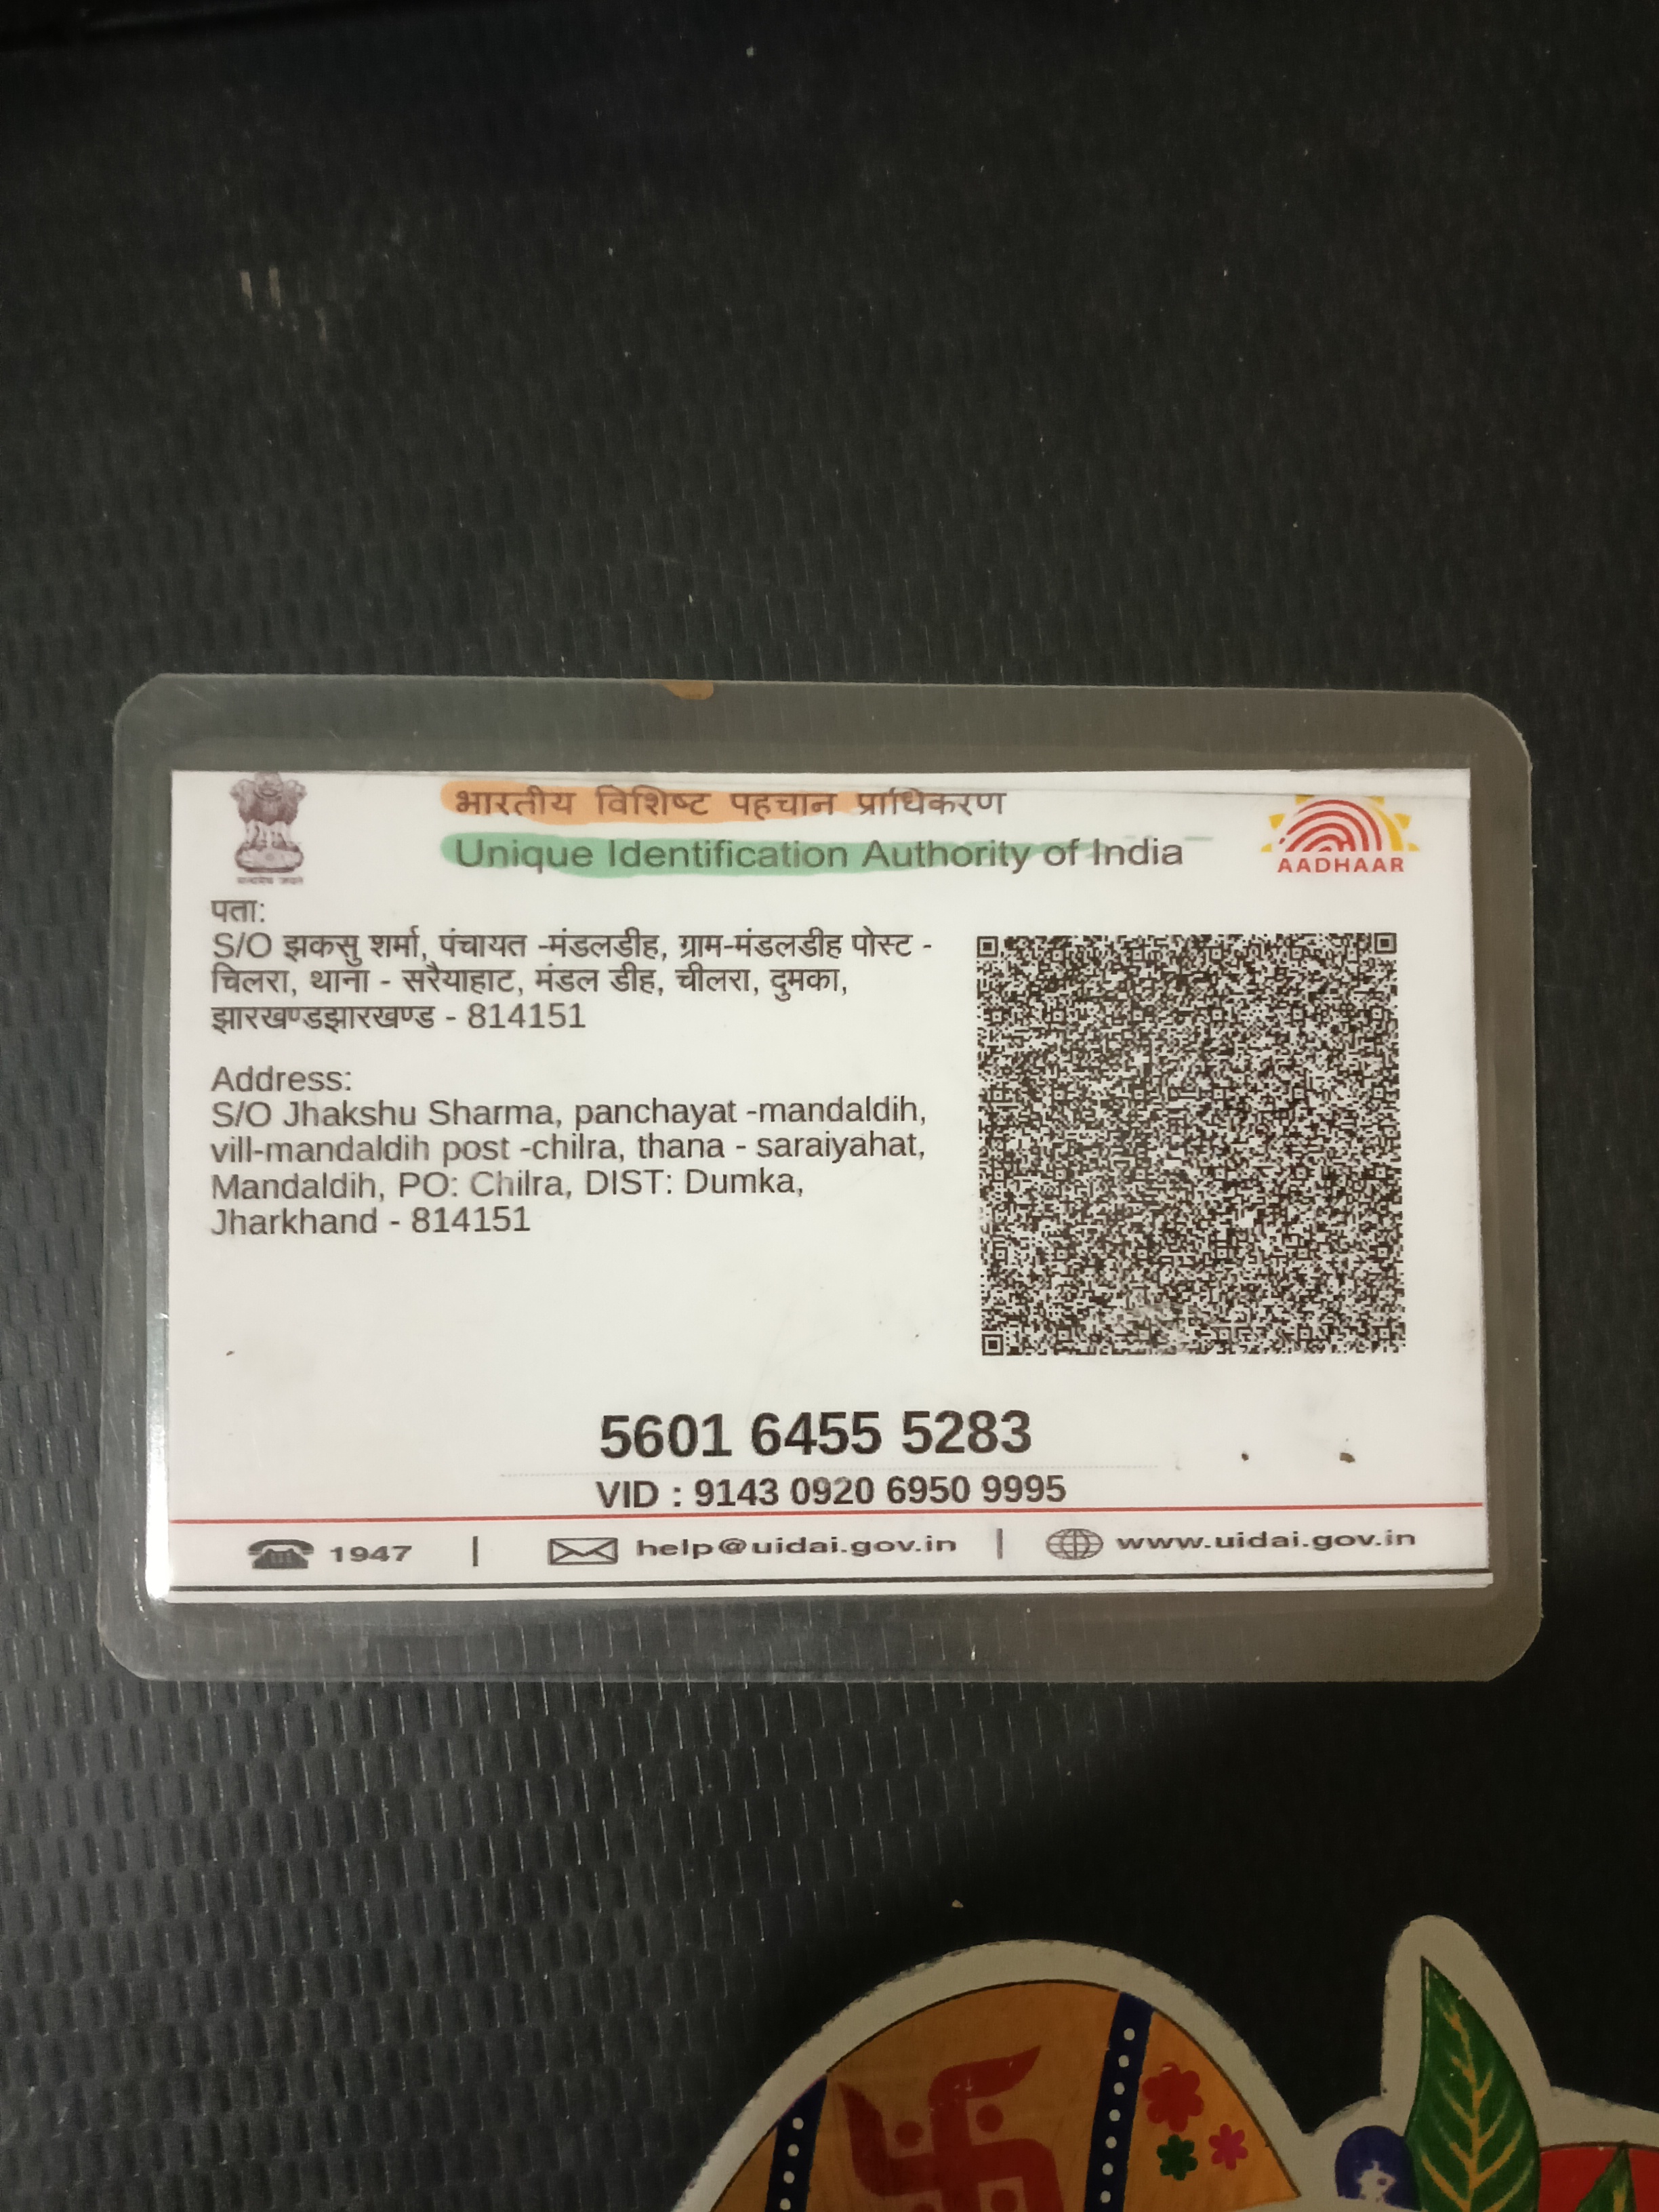 भारतीय विशिष्ट पहचान प्राधिकरण
Unique Identification Authority of India
AADHAAR
सत्यमेव जयते
पता:
S/O झकसु शर्मा, पंचायत -मंडलडीह, ग्राम-मंडलडीह पोस्ट -
चिलरा, थाना - सरैयाहाट, मंडल डीह, चीलरा, दुमका,
झारखण्डझारखण्ड - 814151
Address:
S/O Jhakshu Sharma, panchayat -mandaldih,
vill-mandaldih post -chilra, thana - saraiyahat,
Mandaldih, PO: Chilra, DIST: Dumka,
Jharkhand - 814151
5601 6455 5283
VID : 9143 0920 6950 9995
1947 | help@uidai.gov.in | www.uidai.gov.in